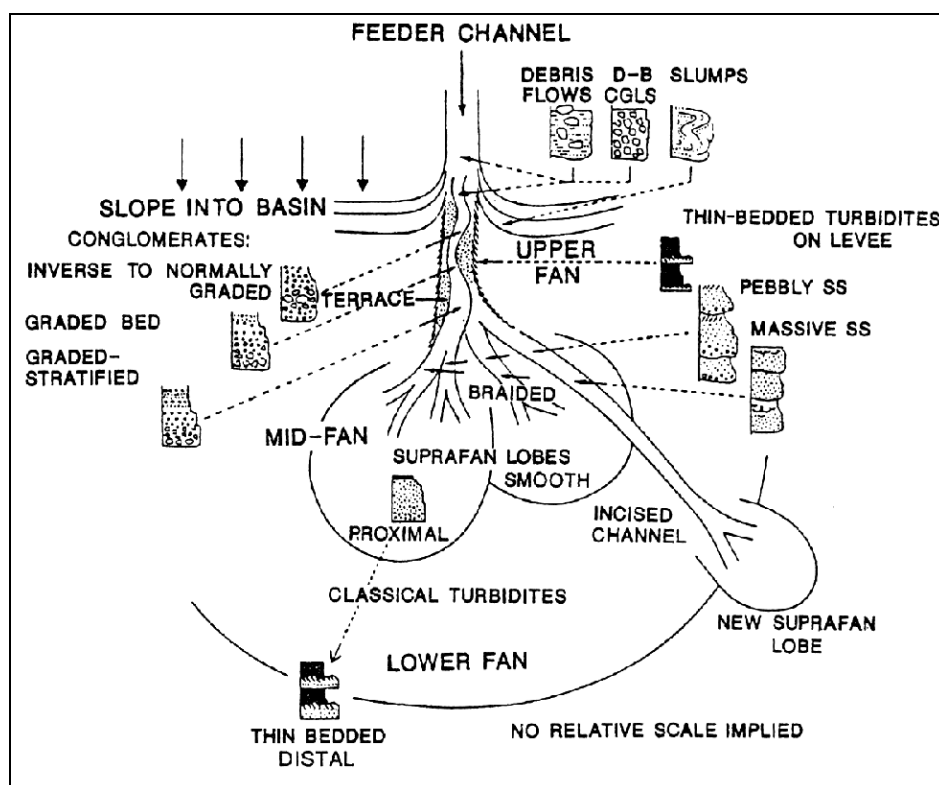 FEEDER CHANNEL
DEBRIS FLOWS
D-B CGLS
SLUMPS
SLOPE INTO BASIN
CONGLOMERATES:
INVERSE TO NORMALLY
GRADED
GRADED BED
GRADED-
STRATIFIED
TERRACE
UPPER
FAN
THIN-BEDDED TURBIDITES
ON LEVEE
PEBBLY SS
MASSIVE SS
BRAIDED
MID-FAN
SUPRAFAN LOBES
SMOOTH
PROXIMAL
INCISED
CHANNEL
CLASSICAL TURBIDITES
NEW SUPRAFAN
LOBE
LOWER FAN
THIN BEDDED
DISTAL
NO RELATIVE SCALE IMPLIED